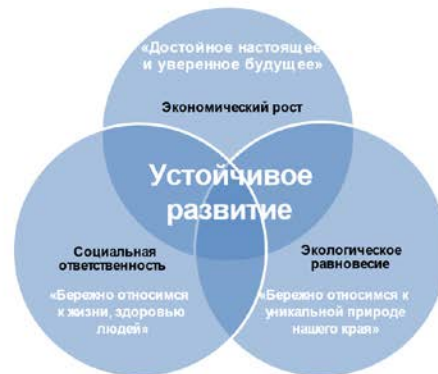 «Достойное настоящее
и уверенное будущее»
Экономический рост
Устойчивое
развитие
Социальная
ответственность
«Бережно относимся
к жизни, здоровью
людей»
Экологическое
равновесие
«Бережно относимся к
уникальной природе
нашего края»